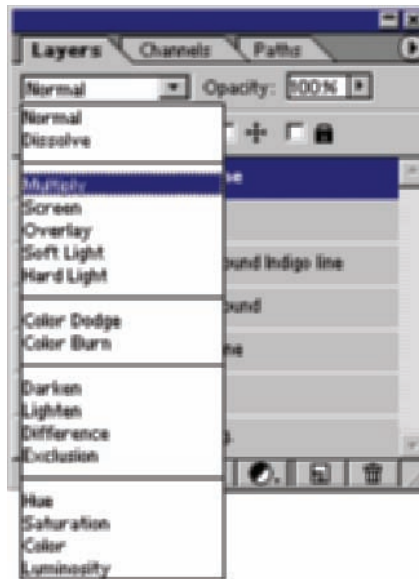 Layers Channels Paths
Normal Opacity: 100%
Normal
Dissolve
Multiply
Screen
Overlay
Soft Light
Hard Light
ound Indigo line
ound
ne
Color Dodge
Color Burn
Darken
Lighten
Difference
Exclusion
Hue
Saturation
Color
Luminosity